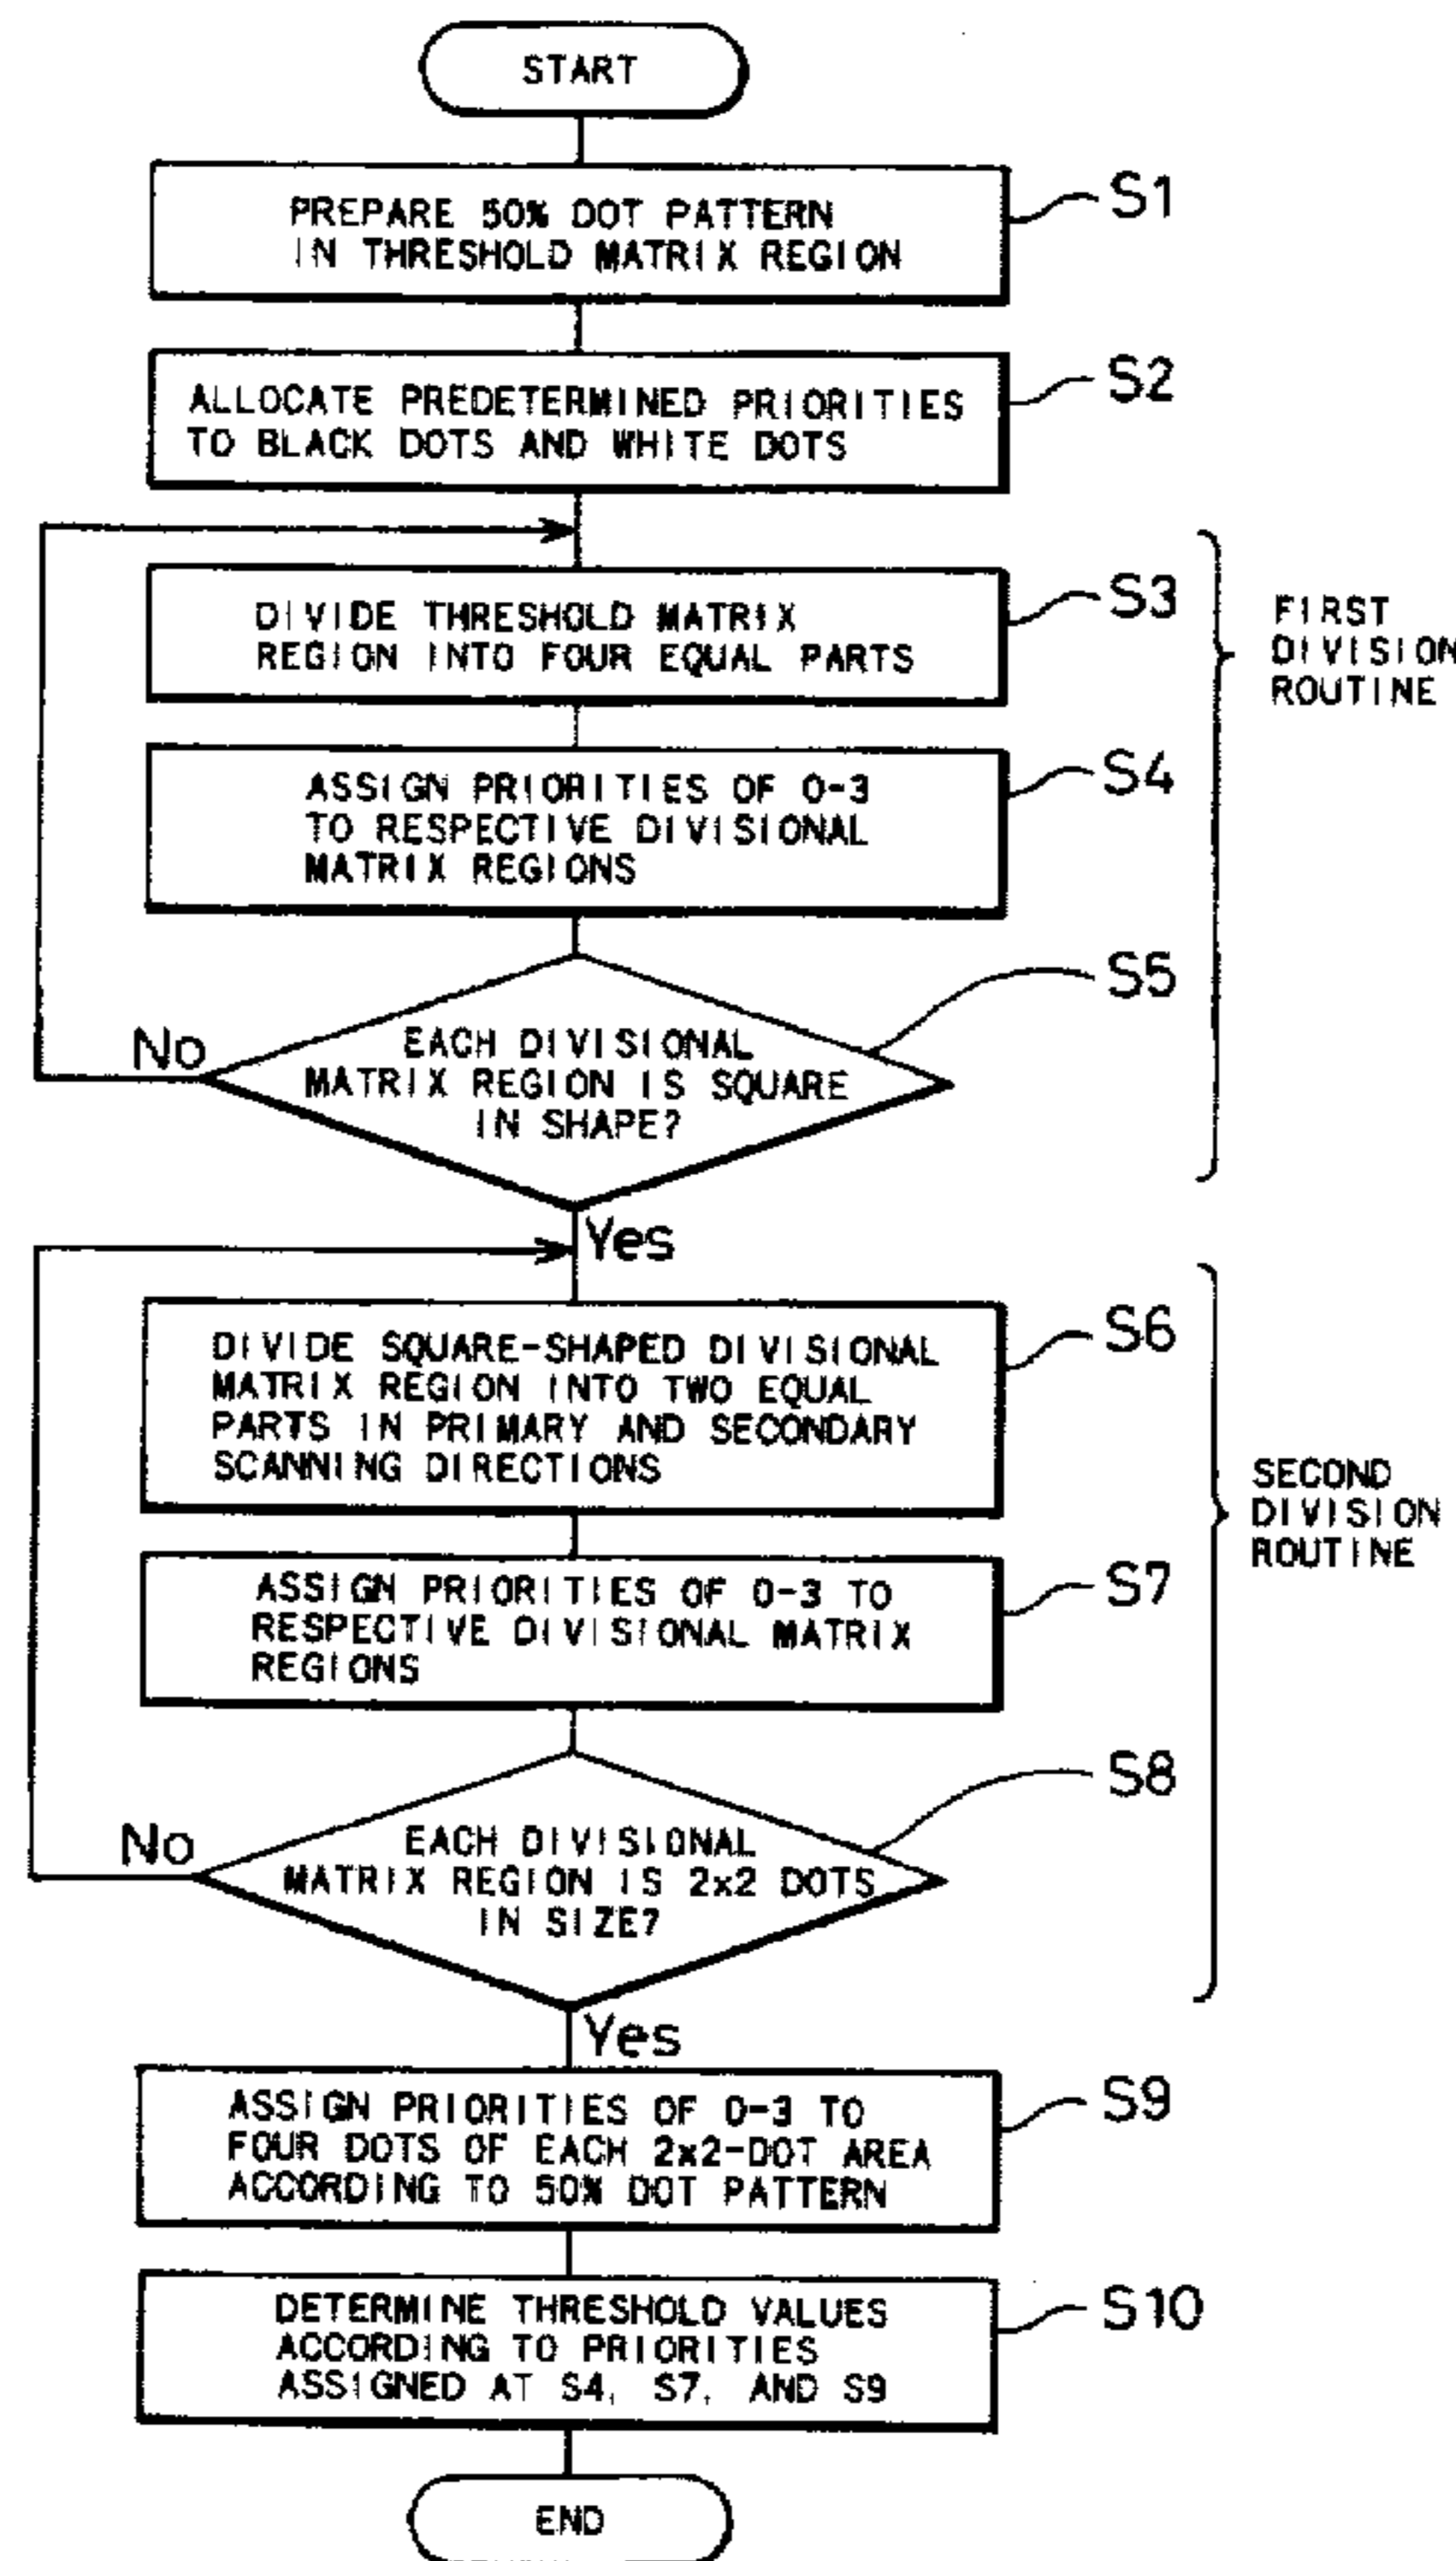 START
PREPARE 50% DOT PATTERN
IN THRESHOLD MATRIX REGION
S1
ALLOCATE PREDETERMINED PRIORITIES
TO BLACK DOTS AND WHITE DOTS
S2
DIVIDE THRESHOLD MATRIX
REGION INTO FOUR EQUAL PARTS
S3
FIRST
DIVISION
ROUTINE
ASSIGN PRIORITIES OF 0-3
TO RESPECTIVE DIVISIONAL
MATRIX REGIONS
S4
EACH DIVISIONAL
MATRIX REGION IS SQUARE
IN SHAPE?
S5
No
Yes
DIVIDE SQUARE-SHAPED DIVISIONAL
MATRIX REGION INTO TWO EQUAL
PARTS IN PRIMARY AND SECONDARY
SCANNING DIRECTIONS
S6
SECOND
DIVISION
ROUTINE
ASSIGN PRIORITIES OF 0-3 TO
RESPECTIVE DIVISIONAL MATRIX
REGIONS
S7
EACH DIVISIONAL
MATRIX REGION IS 2x2 DOTS
IN SIZE?
S8
No
Yes
ASSIGN PRIORITIES OF 0-3 TO
FOUR DOTS OF EACH 2x2-DOT AREA
ACCORDING TO 50% DOT PATTERN
S9
DETERMINE THRESHOLD VALUES
ACCORDING TO PRIORITIES
ASSIGNED AT S4, S7, AND S9
S10
END